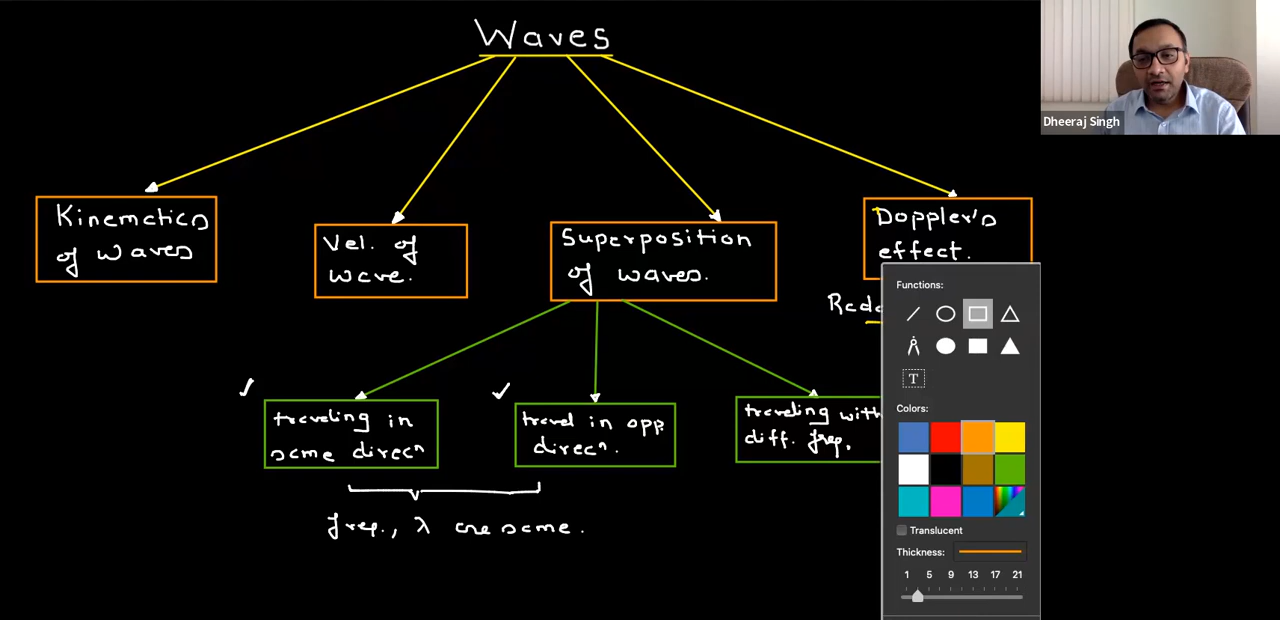 Waves
Dheeraj Singh
Kinematics
of waves
Vel. of
wave.
Superposition
of waves.
Doppler's
effect.
Functions:
T
Colors:
traveling in
same direcⁿ
travel in opp.
direcⁿ.
traveling with
diff. freq.
freq., λ are same.
Translucent
Thickness:
1 5 9 13 17 21